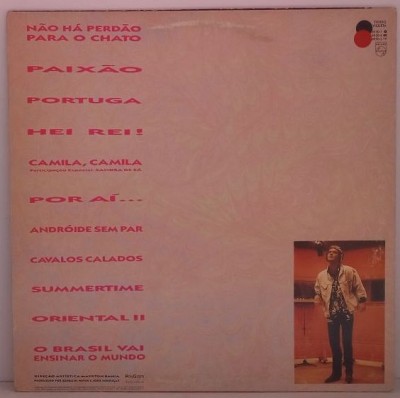 NÃO HÁ PERDÃO
PARA O CHATO
PAIXÃO
PORTUGA
HEI REI!
CAMILA, CAMILA
POR AÍ...
ANDRÓIDE SEM PAR
CAVALOS CALADOS
SUMMERTIME
ORIENTAL II
O BRASIL VAI
ENSINAR O MUNDO